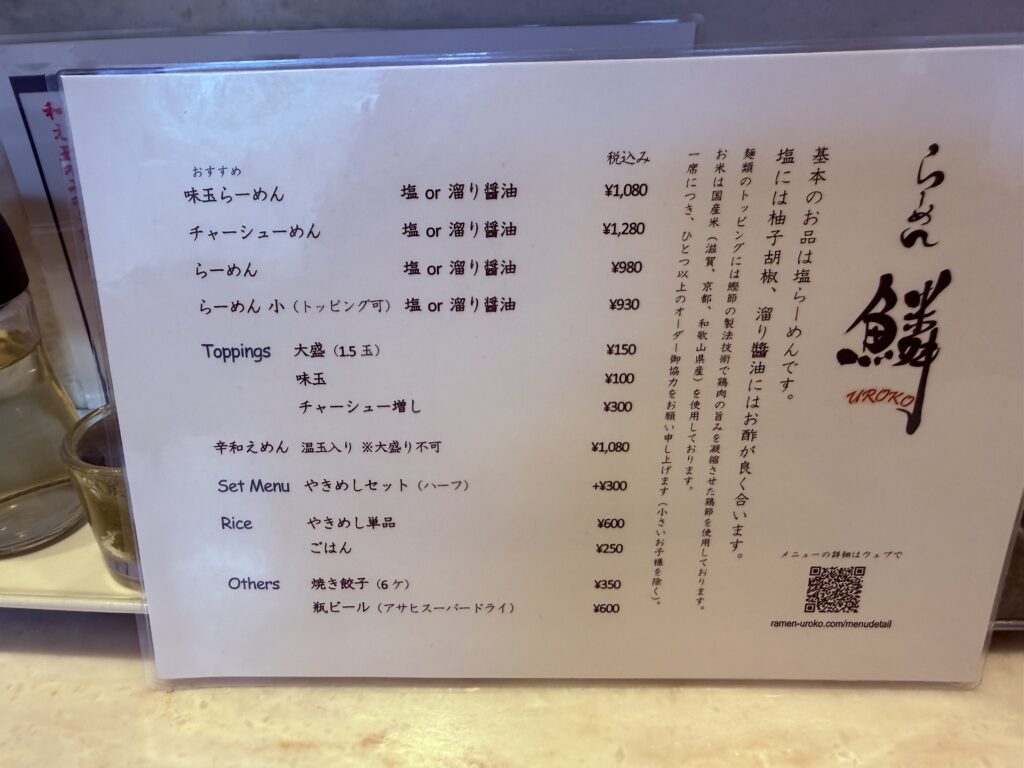 らーめん 鱗
UROKO
基本のお品は塩らーめんです。
塩には柚子胡椒、溜り醬油にはお酢が良く合います。
麺類のトッピングには鰹節の製法技術で鶏肉の旨みを凝縮させた鶏節を使用しております。
お米は国産米（滋賀、京都、和歌山県産）を使用しております。
一席につき、ひとつ以上のオーダー御協力をお願い申し上げます（小さいお子様を除く）。
税込み
おすすめ
味玉らーめん 塩 or 溜り醬油 ¥1,080
チャーシューめん 塩 or 溜り醬油 ¥1,280
らーめん 塩 or 溜り醬油 ¥980
らーめん 小（トッピング可） 塩 or 溜り醬油 ¥930
Toppings 大盛（1.5 玉） ¥150
味玉 ¥100
チャーシュー増し ¥300
辛和えめん 温玉入り ※大盛り不可 ¥1,080
Set Menu やきめしセット（ハーフ） +¥300
Rice やきめし単品 ¥600
ごはん ¥250
Others 焼き餃子（6 ケ） ¥350
瓶ビール（アサヒスーパードライ） ¥600
メニューの詳細はウェブで
ramen-uroko.com/menudetail